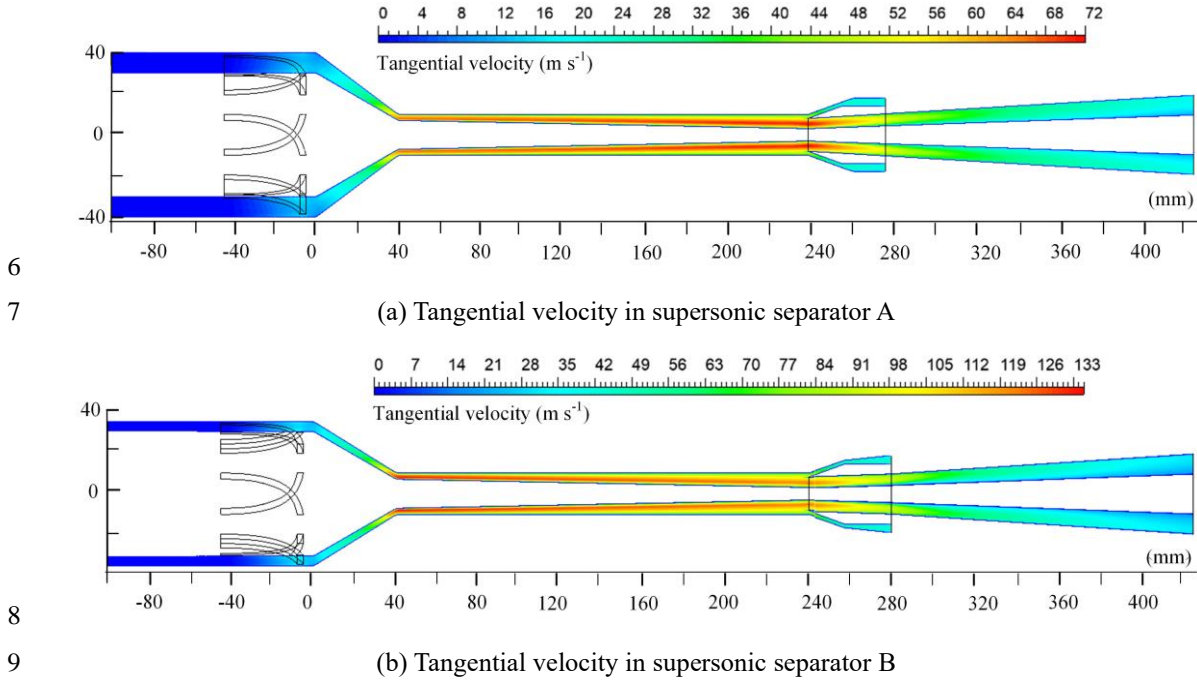 0 4 8 12 16 20 24 28 32 36 40 44 48 52 56 60 64 68 72
Tangential velocity (m s-1)
40
0
-40
(mm)
-80 -40 0 40 80 120 160 200 240 280 320 360 400
6
7 (a) Tangential velocity in supersonic separator A
0 7 14 21 28 35 42 49 56 63 70 77 84 91 98 105 112 119 126 133
Tangential velocity (m s-1)
40
0
(mm)
-80 -40 0 40 80 120 160 200 240 280 320 360 400
8
9 (b) Tangential velocity in supersonic separator B